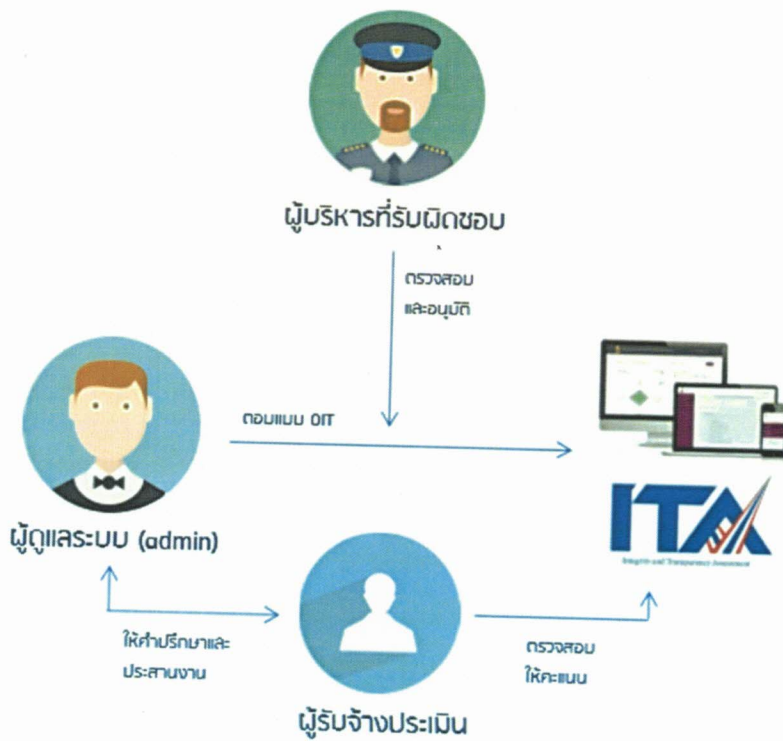 ผู้บริหารที่รับผิดชอบ
ตรวจสอบ
และอนุมัติ
ตอบแบบ OIT
ผู้ดูแลระบบ (admin)
ITA
Integrity and Transparency Assessment
ให้คำปรึกษาและ
ประสานงาน
ตรวจสอบ
ให้คะแนน
ผู้รับจ้างประเมิน